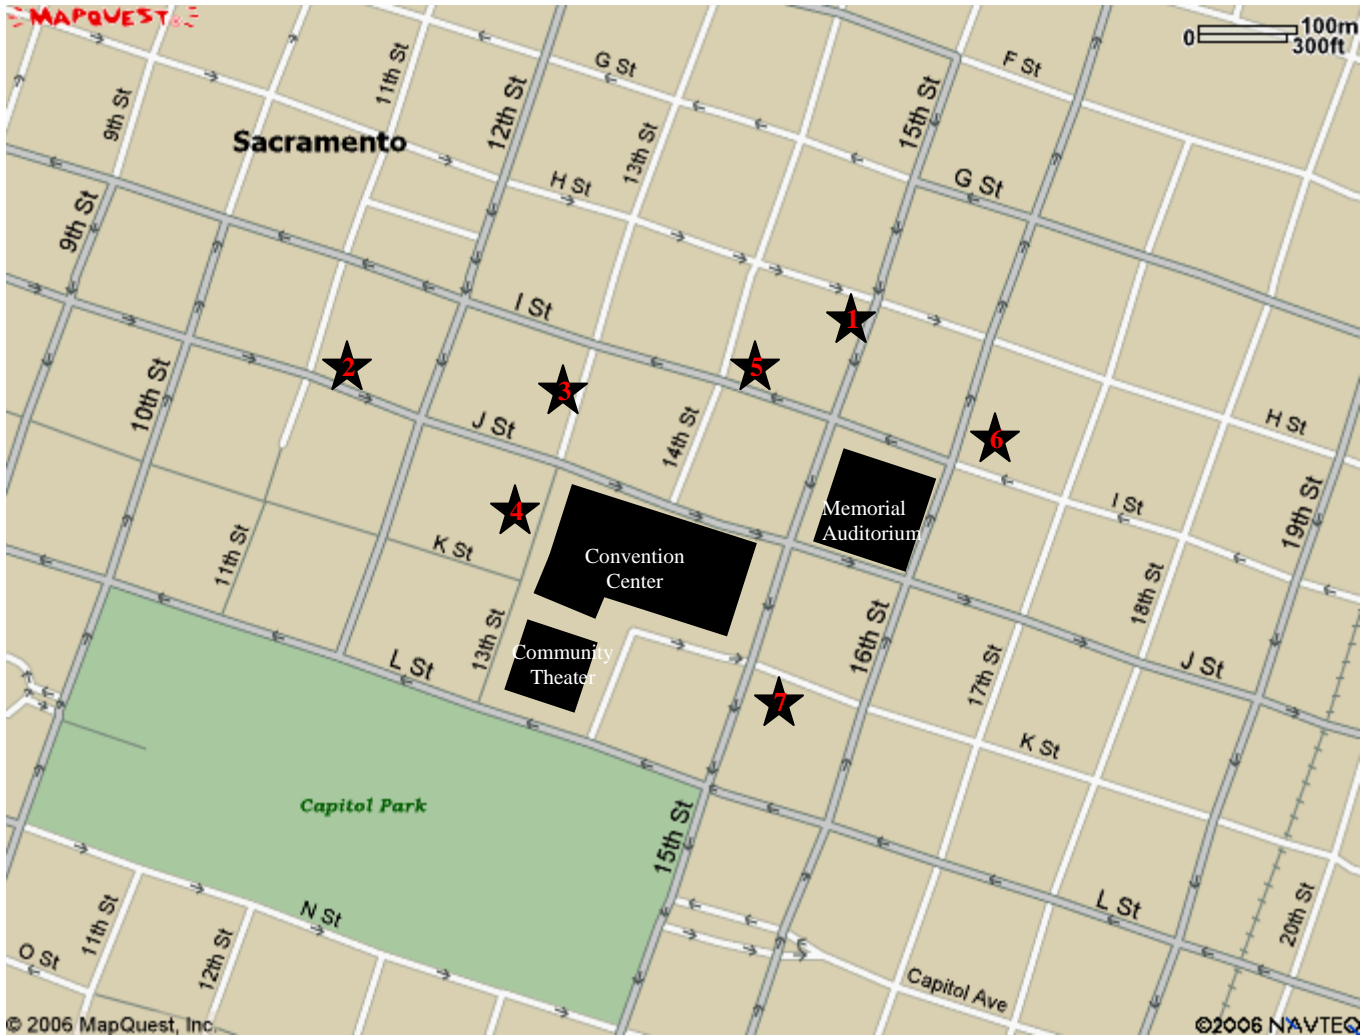 MAPQUEST
0 100m
300ft
F St
G St
11th St
12th St
15th St
9th St
Sacramento
13th St
H St
G St
9th St
I St
1
2
5
3
10th St
J St
14th St
6
H St
4
Memorial
Auditorium
I St
19th St
K St
Convention
Center
11th St
18th St
13th St
Community
Theater
16th St
L St
17th St
J St
7
K St
Capitol Park
15th St
L St
N St
11th St
12th St
20th St
O St
Capitol Ave
© 2006 MapQuest, Inc.
©2006 NAVTEQ